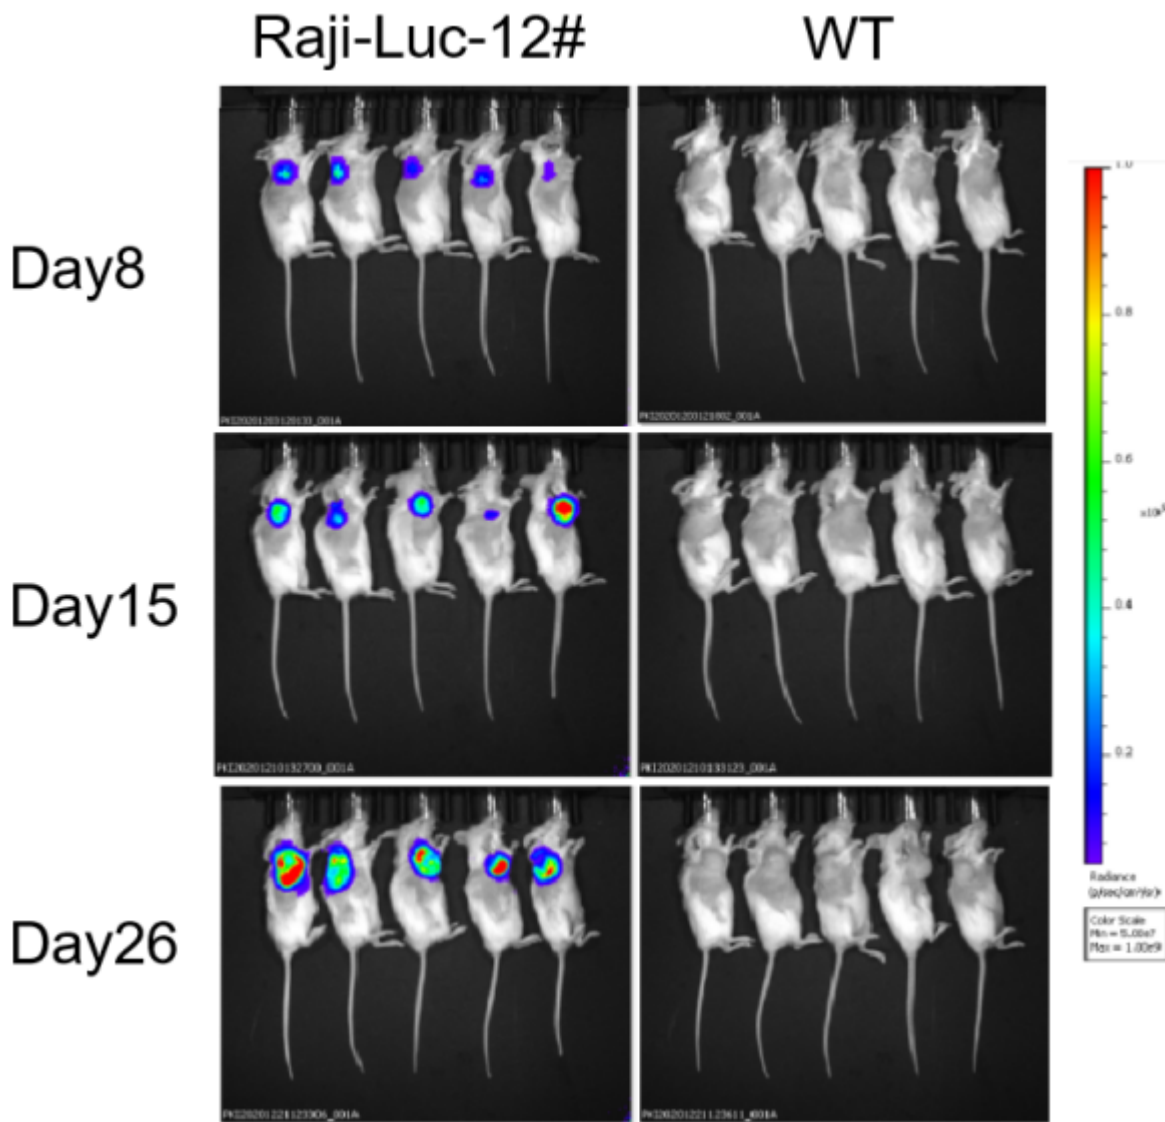 Raji-Luc-12# WT
Day8
Day15
Day26
1.0
0.8
0.6
0.4
0.2
Radiance
Color Scale
Min = 5.00e7
Max = 1.00e9